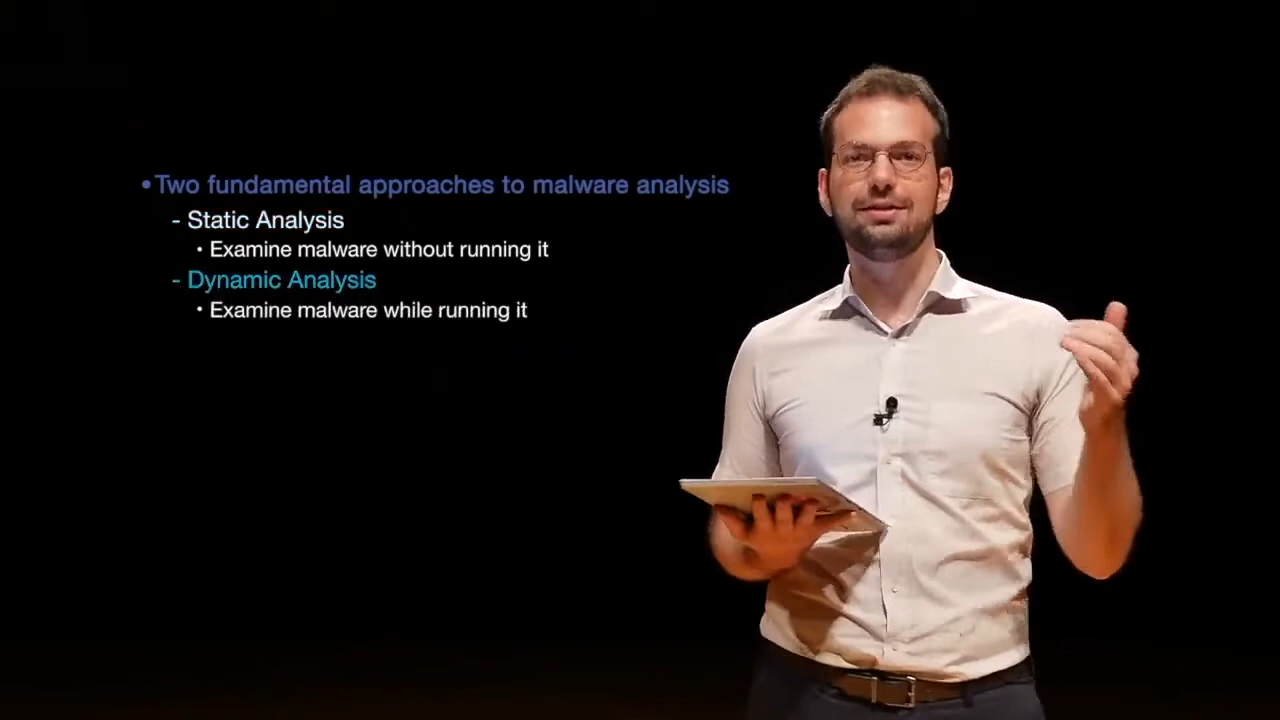 •Two fundamental approaches to malware analysis
- Static Analysis
• Examine malware without running it
- Dynamic Analysis
• Examine malware while running it